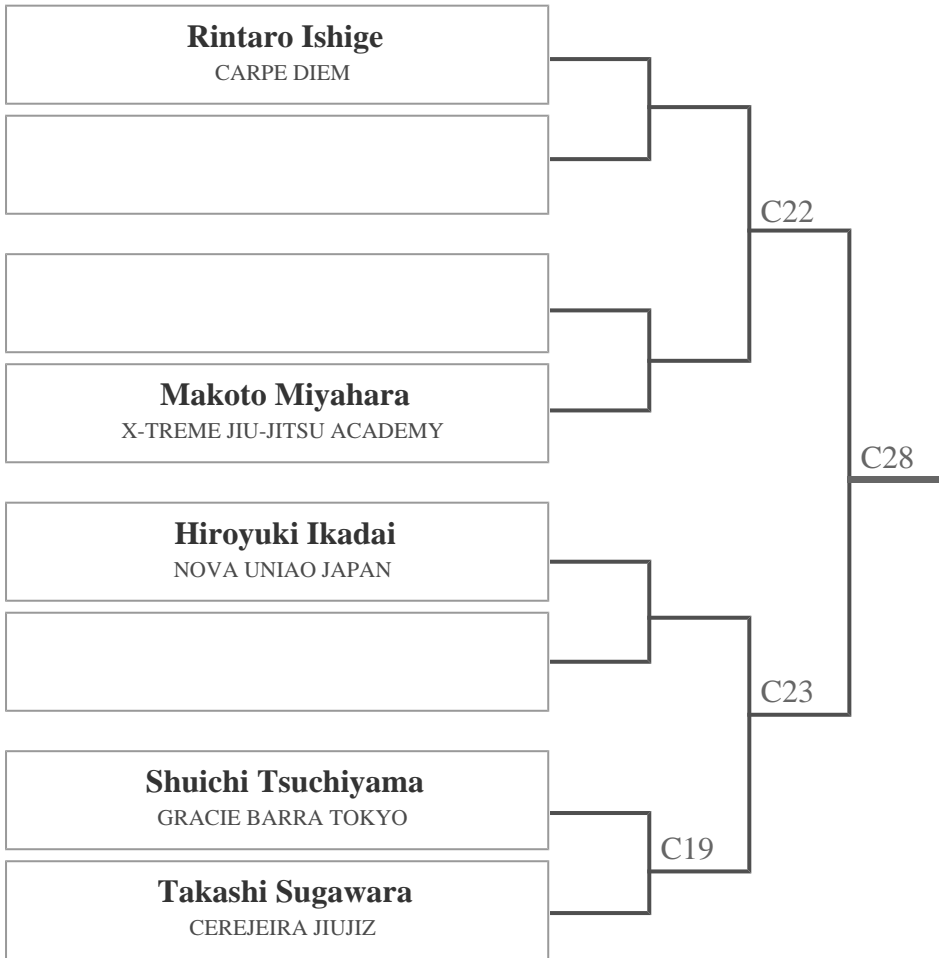 Rintaro Ishige
CARPE DIEM
C22
Makoto Miyahara
X-TREME JIU-JITSU ACADEMY
C28
Hiroyuki Ikadai
NOVA UNIAO JAPAN
C23
Shuichi Tsuchiyama
GRACIE BARRA TOKYO
C19
Takashi Sugawara
CEREJEIRA JIUJIZ